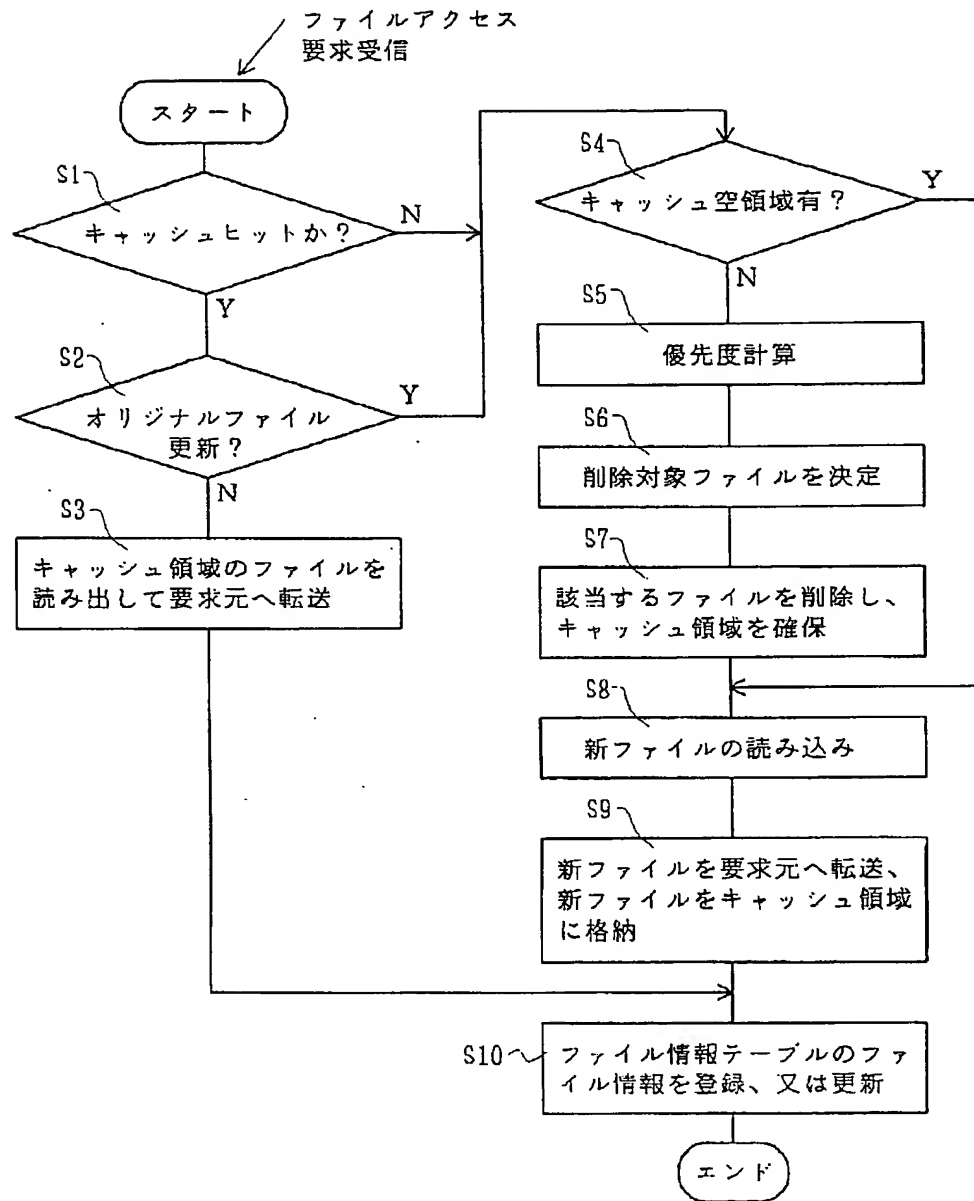 ファイルアクセス
要求受信
スタート
S1
キャッシュヒットか?
N
Y
S2
オリジナルファイル
更新?
Y
N
S3
キャッシュ領域のファイルを
読み出して要求元へ転送
S4
キャッシュ空領域有?
Y
N
S5
優先度計算
S6
削除対象ファイルを決定
S7
該当するファイルを削除し、
キャッシュ領域を確保
S8
新ファイルの読み込み
S9
新ファイルを要求元へ転送、
新ファイルをキャッシュ領域
に格納
S10
ファイル情報テーブルのファ
イル情報を登録、又は更新
エンド